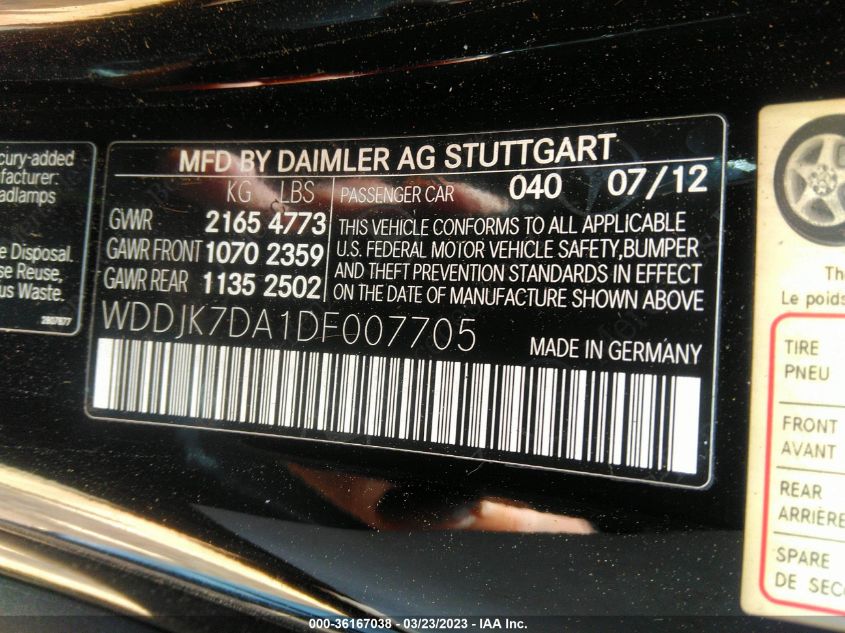 cury-added
facturer:
eadlamps
e Disposal.
se Reuse,
us Waste.
MFD BY DAIMLER AG STUTTGART
KG LBS PASSENGER CAR 040 07/12
GVWR 2165 4773
GAWR FRONT 1070 2359
GAWR REAR 1135 2502
THIS VEHICLE CONFORMS TO ALL APPLICABLE
U.S. FEDERAL MOTOR VEHICLE SAFETY,BUMPER
AND THEFT PREVENTION STANDARDS IN EFFECT
ON THE DATE OF MANUFACTURE SHOWN ABOVE
WDDJK7DA1DF007705
MADE IN GERMANY
Th
Le poids
TIRE
PNEU
FRONT
AVANT
REAR
ARRIÈRE
SPARE
DE SEC
000-36167038 - 03/23/2023 - IAA Inc.